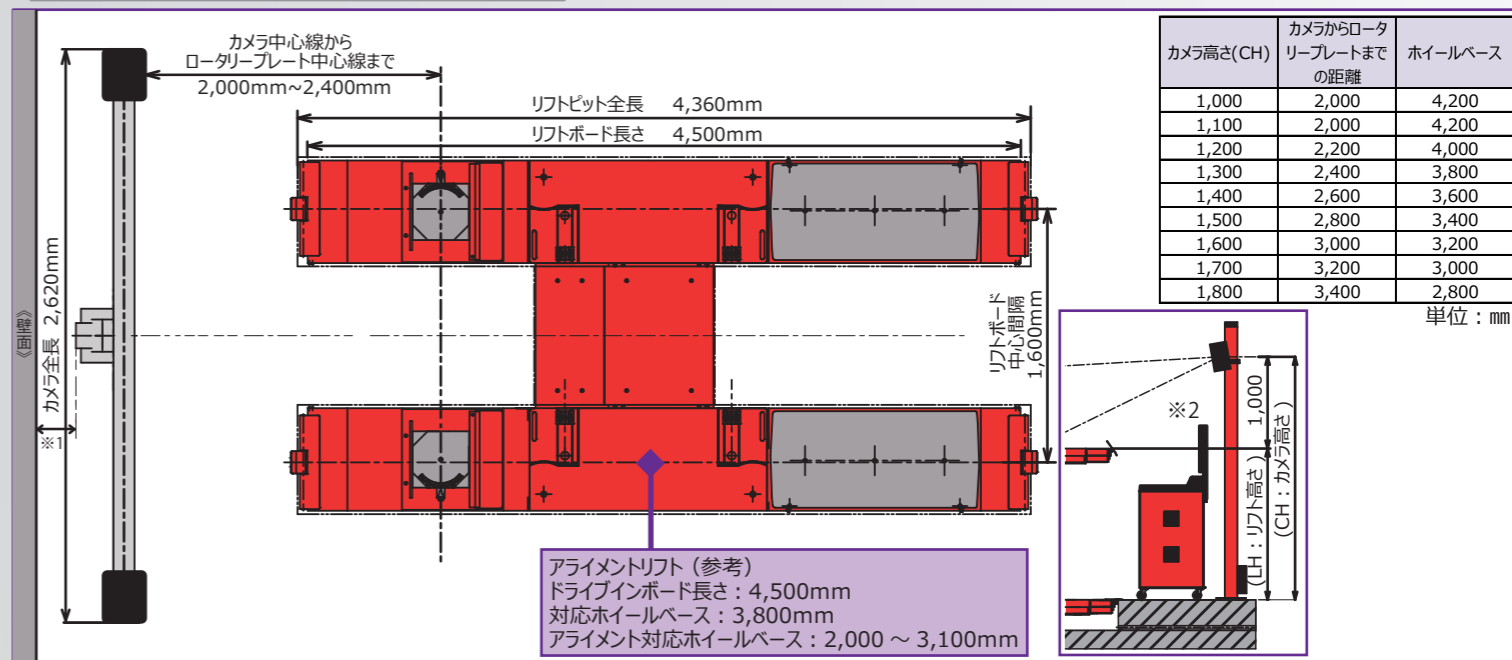 カメラ中心線から
ロータリープレート中心線まで
2,000mm~2,400mm
リフトピット全長 4,360mm
リフトボード長さ 4,500mm
《壁面》
カメラ全長 2,620mm
※1
リフトボード
中心間隔
1,600mm
アライメントリフト（参考）
ドライブインボード長さ：4,500mm
対応ホイールベース：3,800mm
アライメント対応ホイールベース：2,000 ～ 3,100mm
カメラ高さ(CH) カメラからロータリープレートまでの距離 ホイールベース
1,000 2,000 4,200
1,100 2,000 4,200
1,200 2,200 4,000
1,300 2,400 3,800
1,400 2,600 3,600
1,500 2,800 3,400
1,600 3,000 3,200
1,700 3,200 3,000
1,800 3,400 2,800
単位：㎜
※2
1,000
(LH：リフト高さ)
(CH：カメラ高さ)